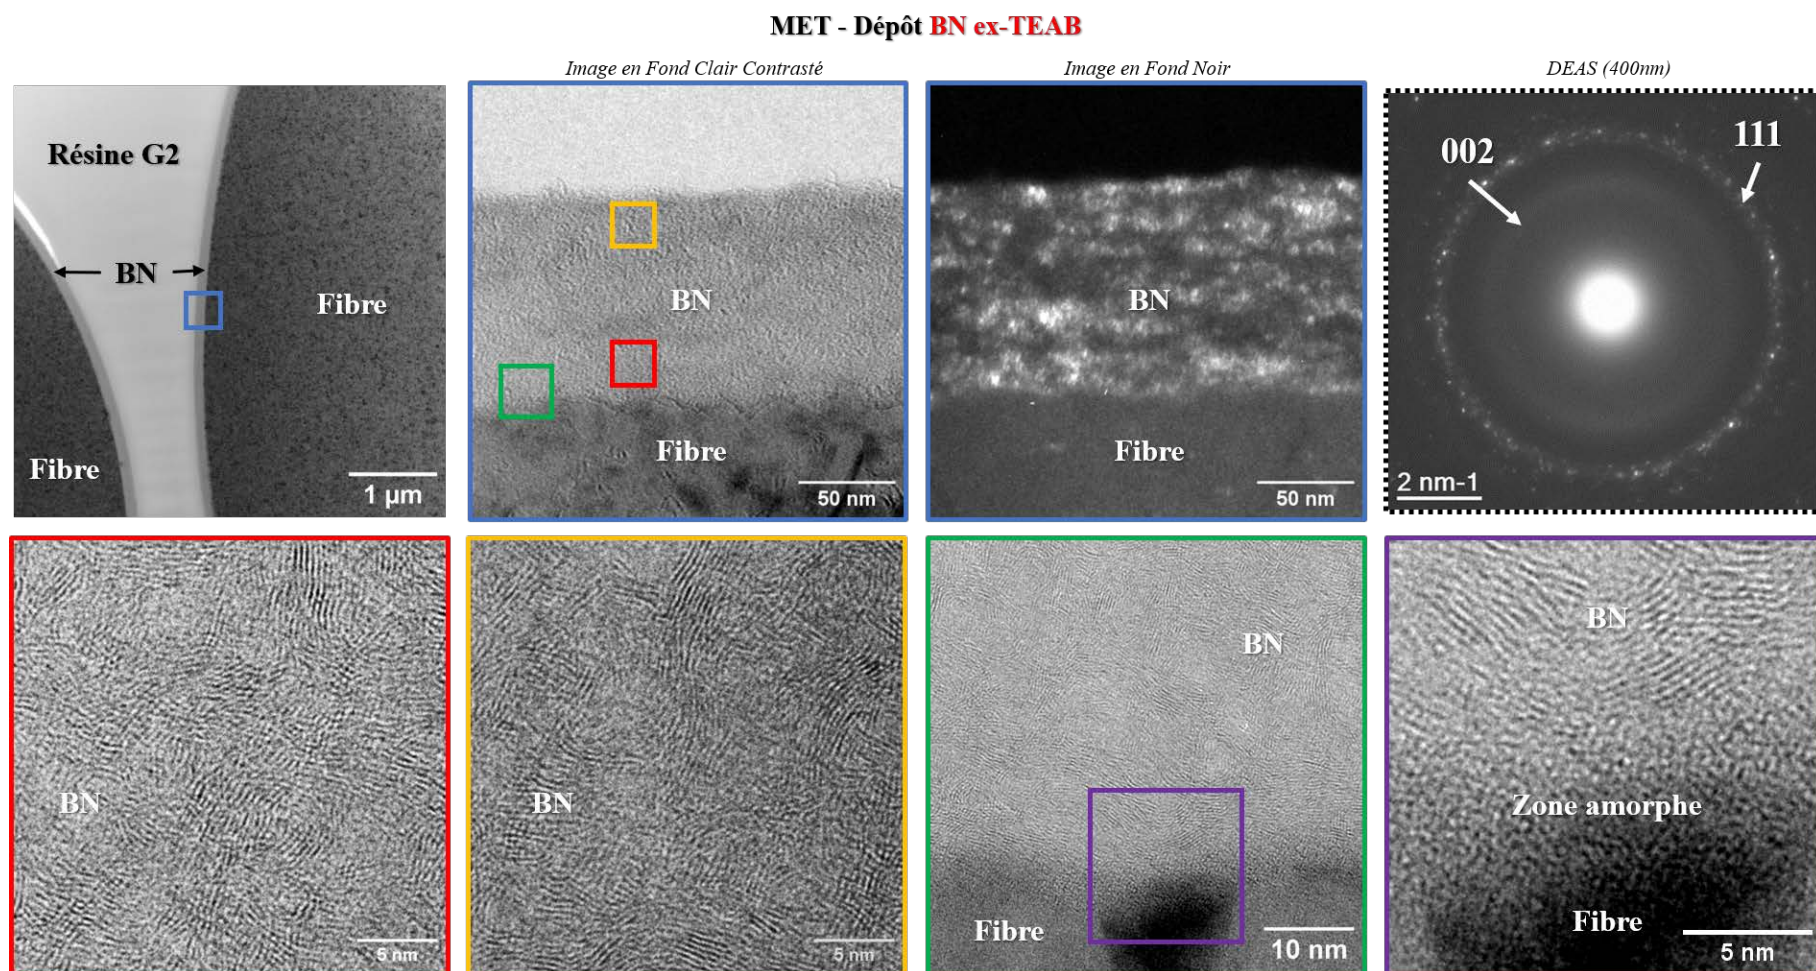 MET - Dépôt BN ex-TEAB
Image en Fond Clair Contrasté
Image en Fond Noir
DEAS (400nm)
Résine G2
BN
Fibre
Fibre
1 µm
BN
Fibre
50 nm
BN
Fibre
50 nm
002
111
2 nm-1
BN
5 nm
BN
5 nm
BN
Fibre
10 nm
BN
Zone amorphe
Fibre
5 nm